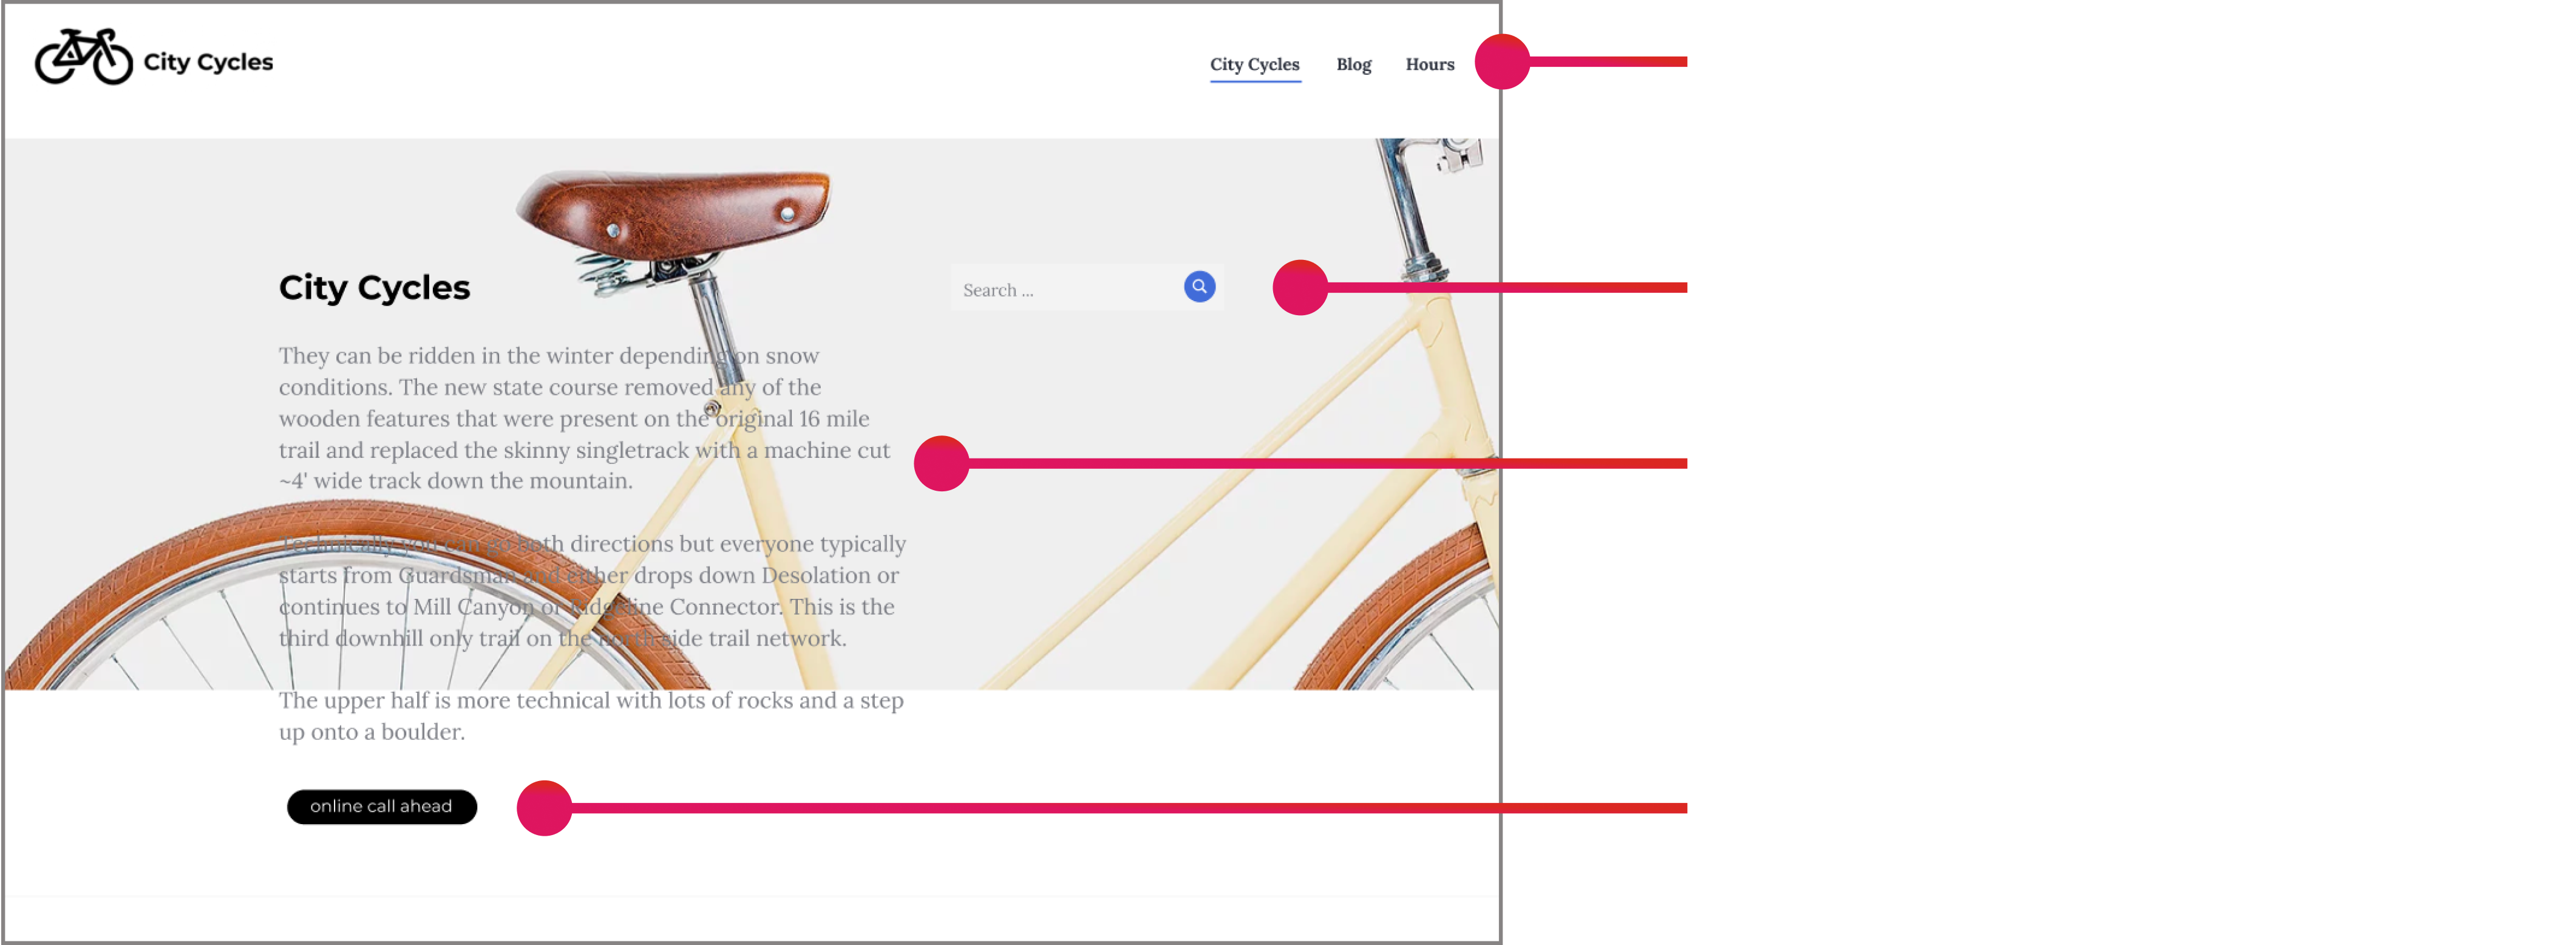 City Cycles
City Cycles Blog Hours
City Cycles
Search ...
They can be ridden in the winter depending on snow
conditions. The new state course removed any of the
wooden features that were present on the original 16 mile
trail and replaced the skinny singletrack with a machine cut
~4' wide track down the mountain.
Technically you can go both directions but everyone typically
starts from Guardsman and either drops down Desolation or
continues to Mill Canyon or Ridgeline Connector. This is the
third downhill only trail on the north side trail network.
The upper half is more technical with lots of rocks and a step
up onto a boulder.
online call ahead